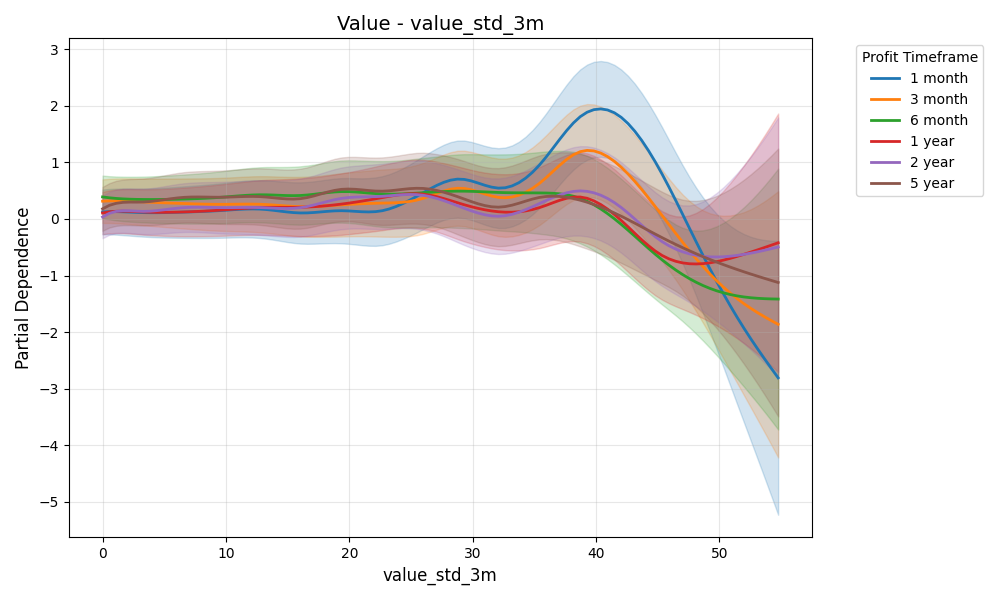 Value - value_std_3m
Profit Timeframe
1 month
3 month
6 month
1 year
2 year
5 year
Partial Dependence
3
2
1
0
−1
−2
−3
−4
−5
0 10 20 30 40 50
value_std_3m